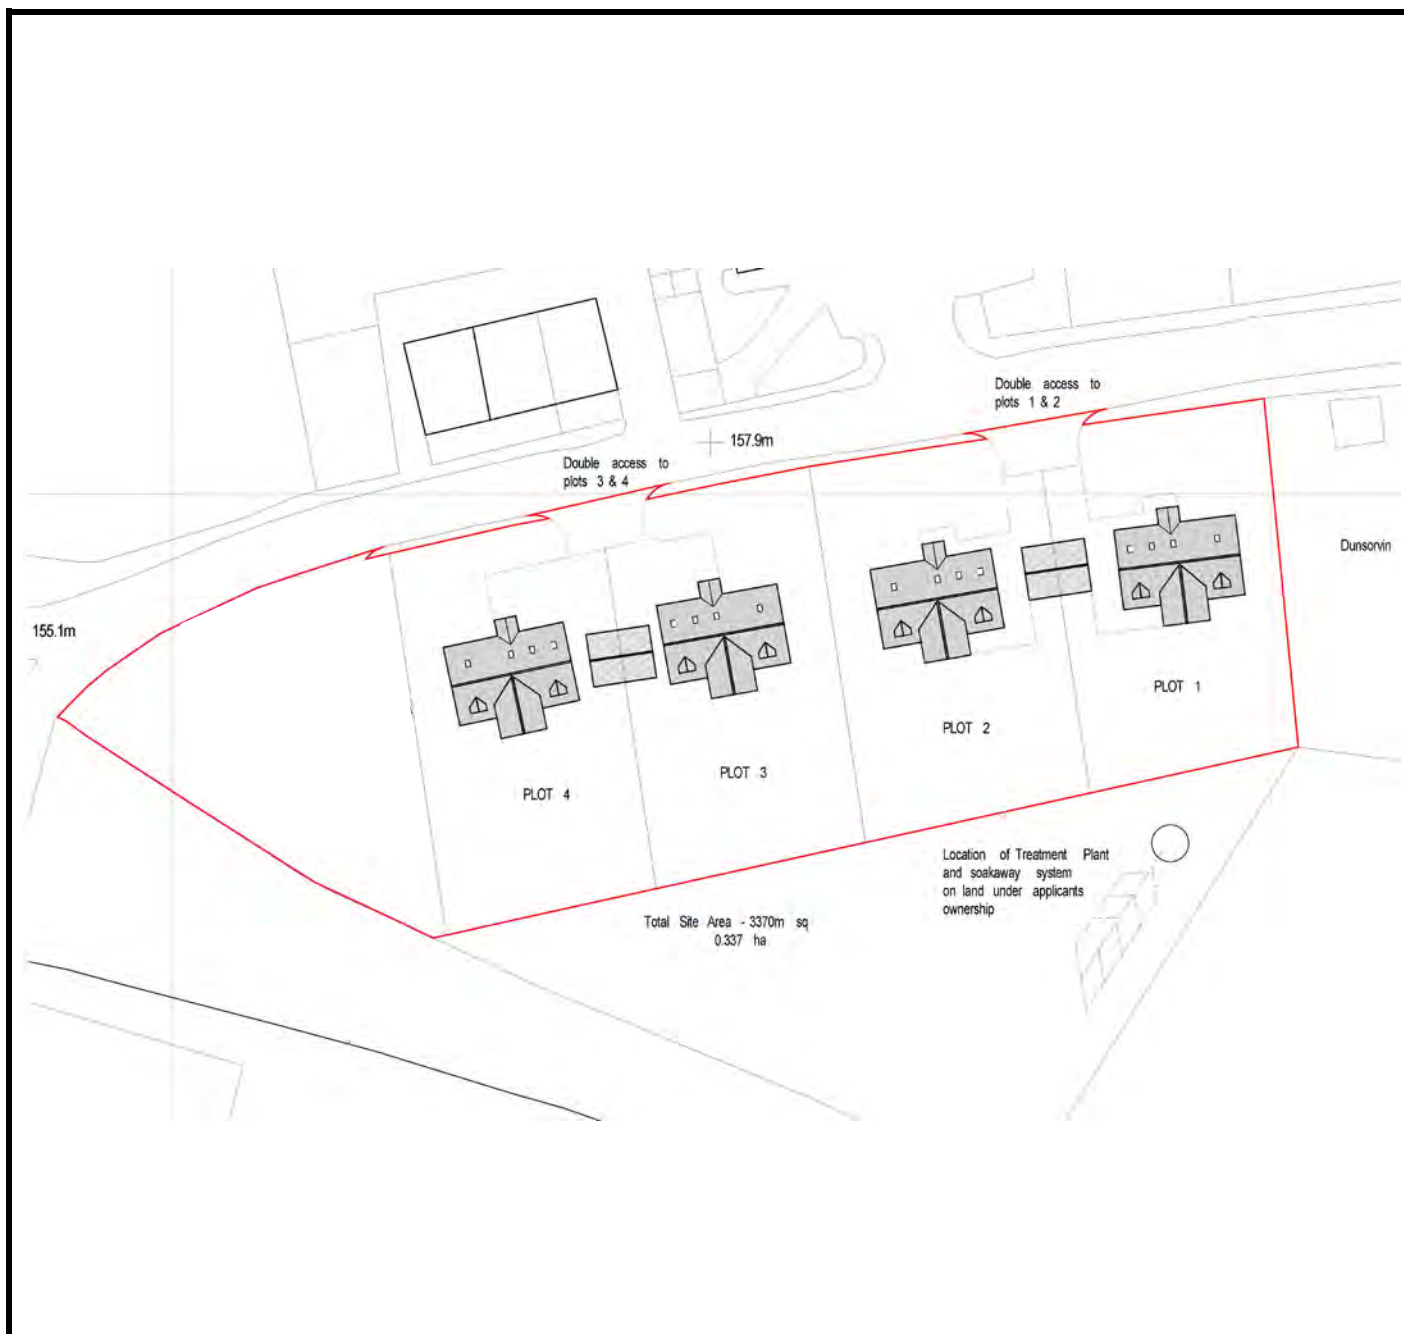 Double access to
plots 1 & 2
157.9m
Double access to
plots 3 & 4
Dunsorvin
155.1m
PLOT 1
PLOT 2
PLOT 3
PLOT 4
Location of Treatment Plant
and soakaway system
on land under applicants
ownership
Total Site Area - 3370m sq
0.337 ha